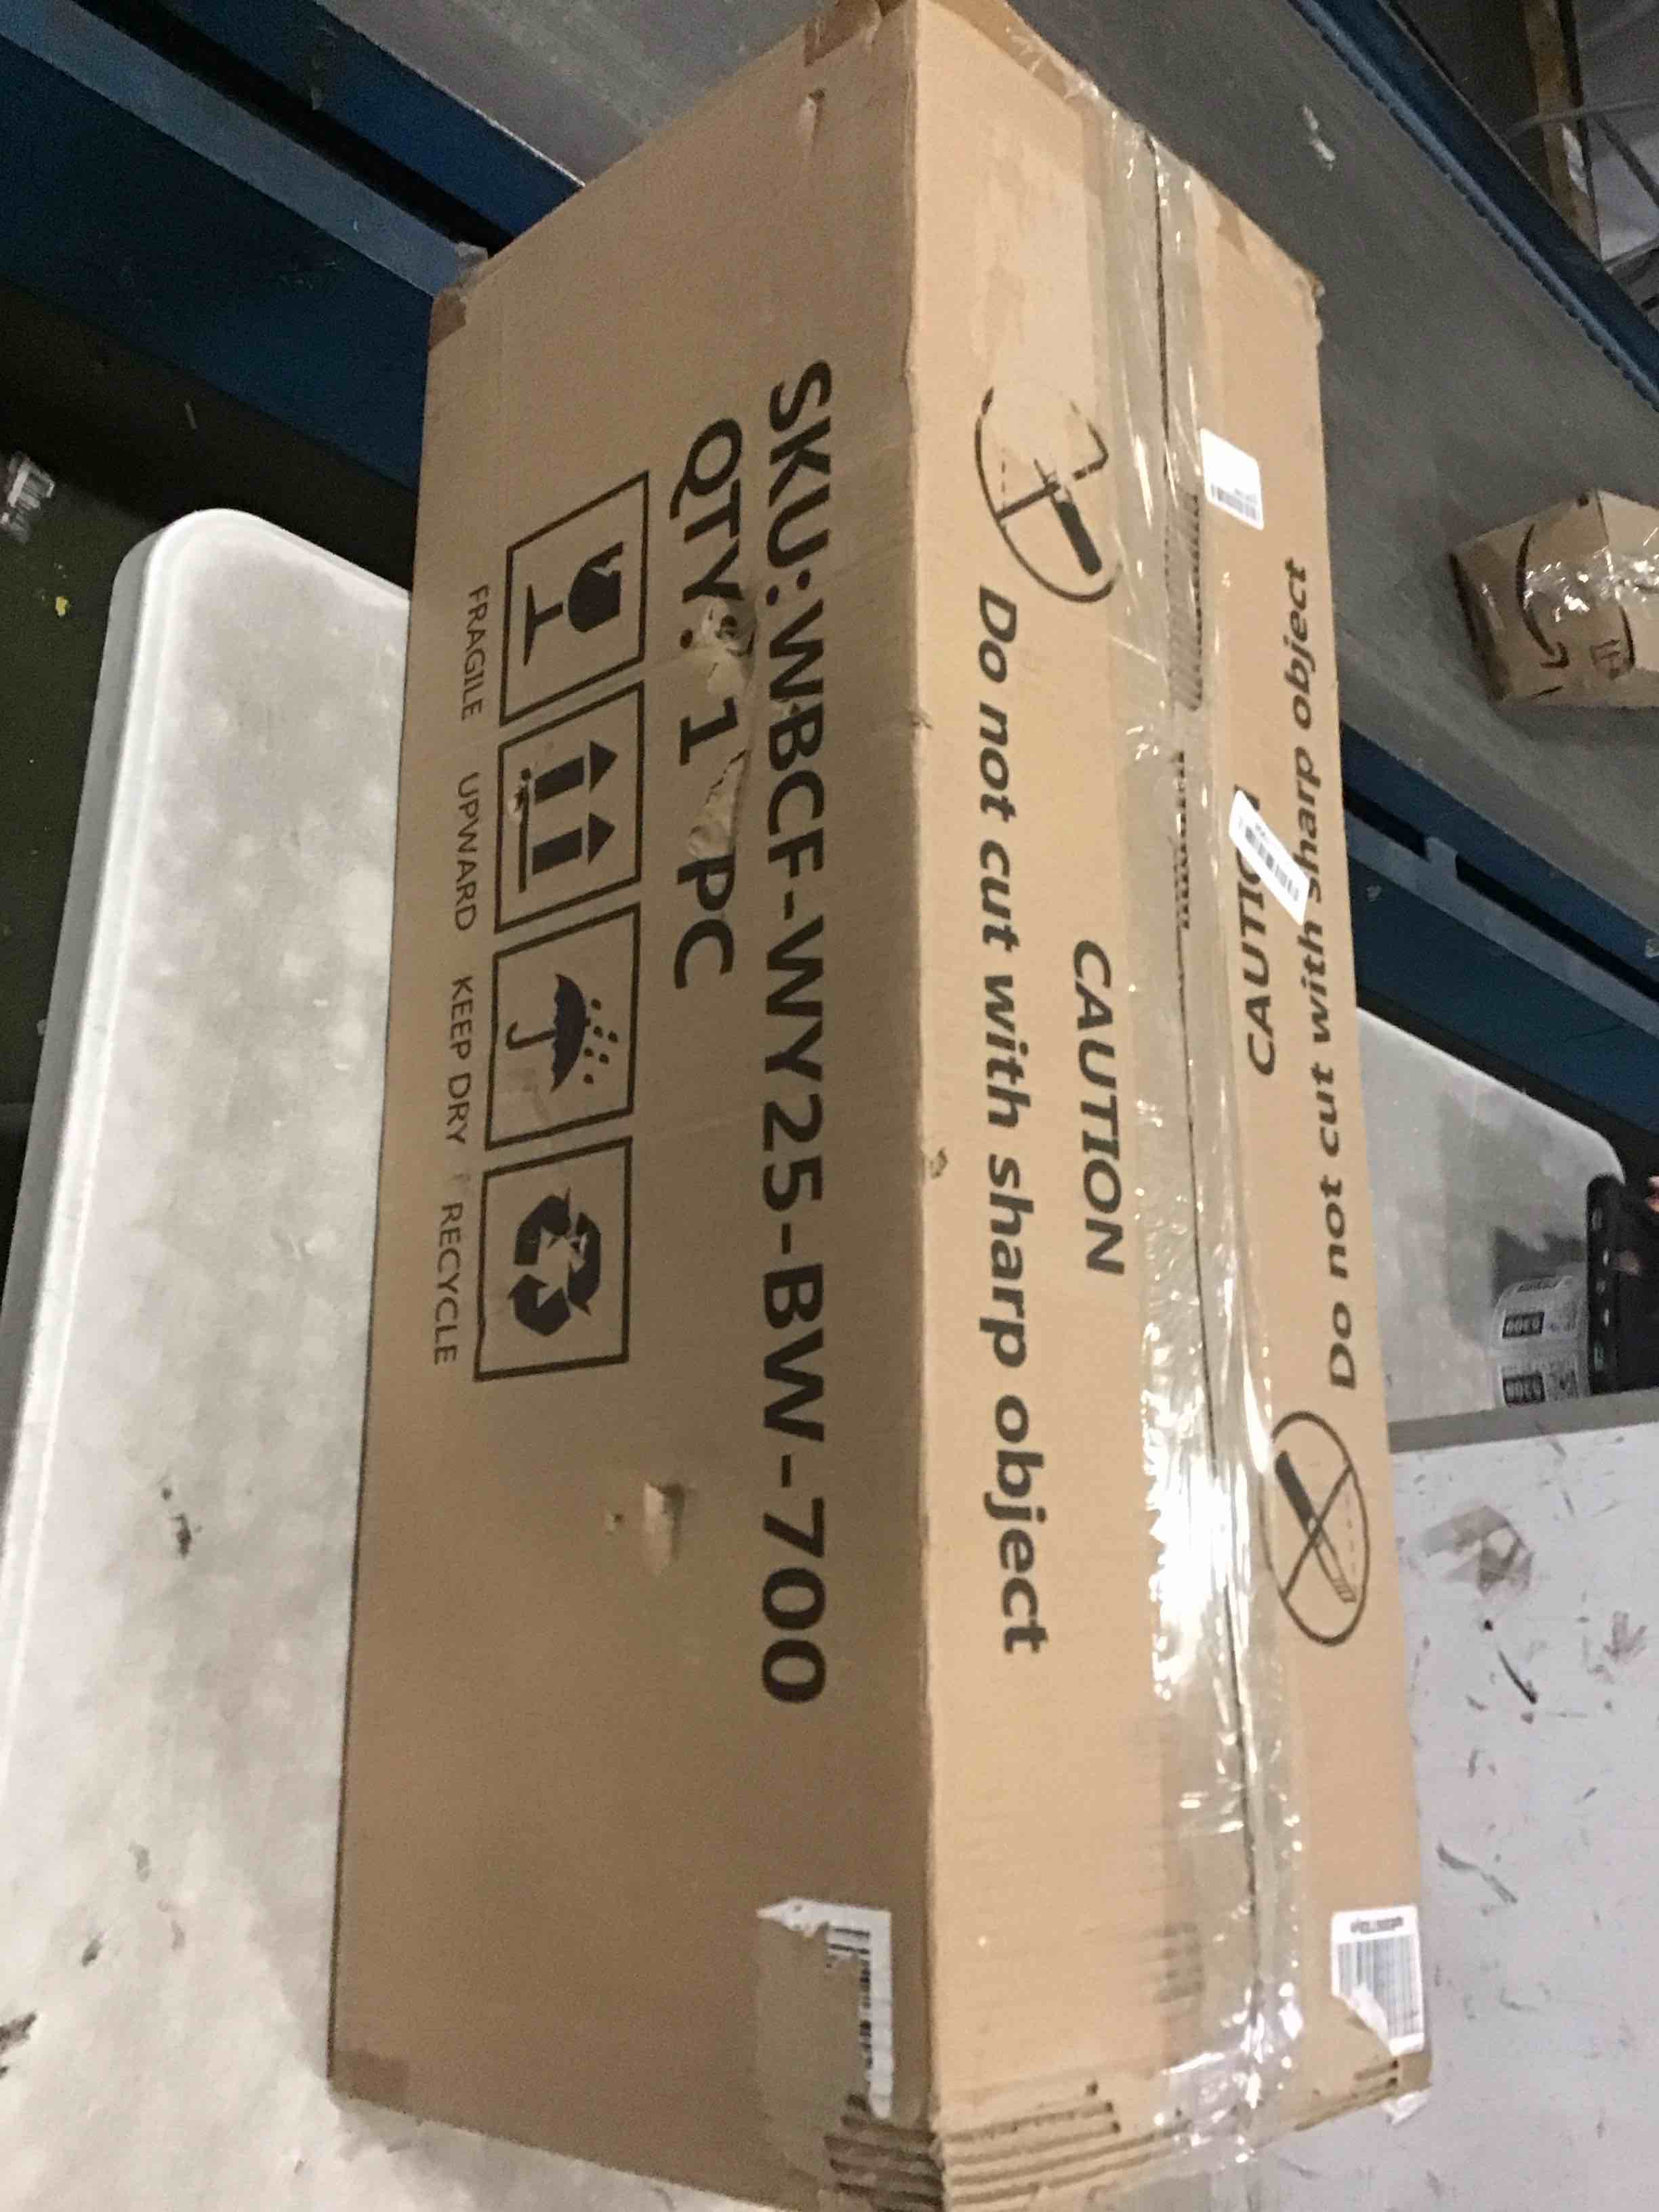 SKU:WBCF-WY25-BW-700
QTY: 1 PC
FRAGILE UPWARD KEEP DRY RECYCLE
CAUTION
Do not cut with sharp object
CAUTION
Do not cut with sharp object